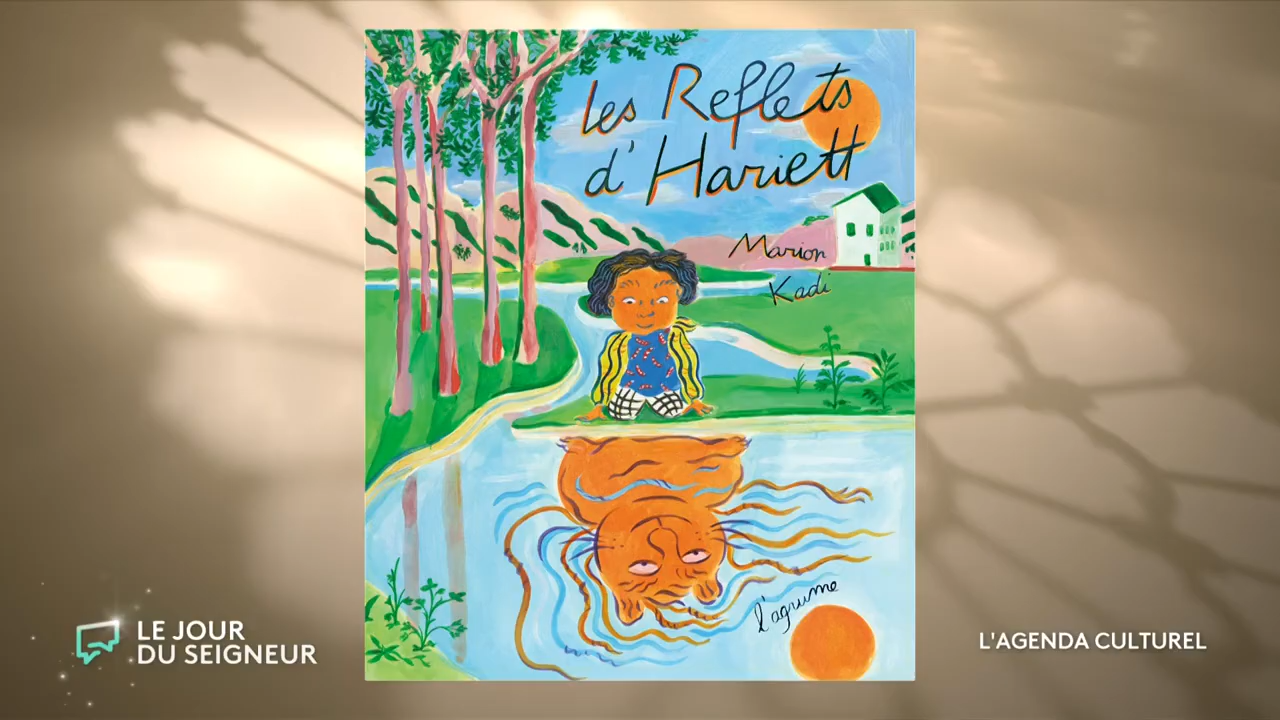 les Reflets
d'Hariett
Marion
Kadi
l'agrume
LE JOUR
DU SEIGNEUR
L'AGENDA CULTUREL